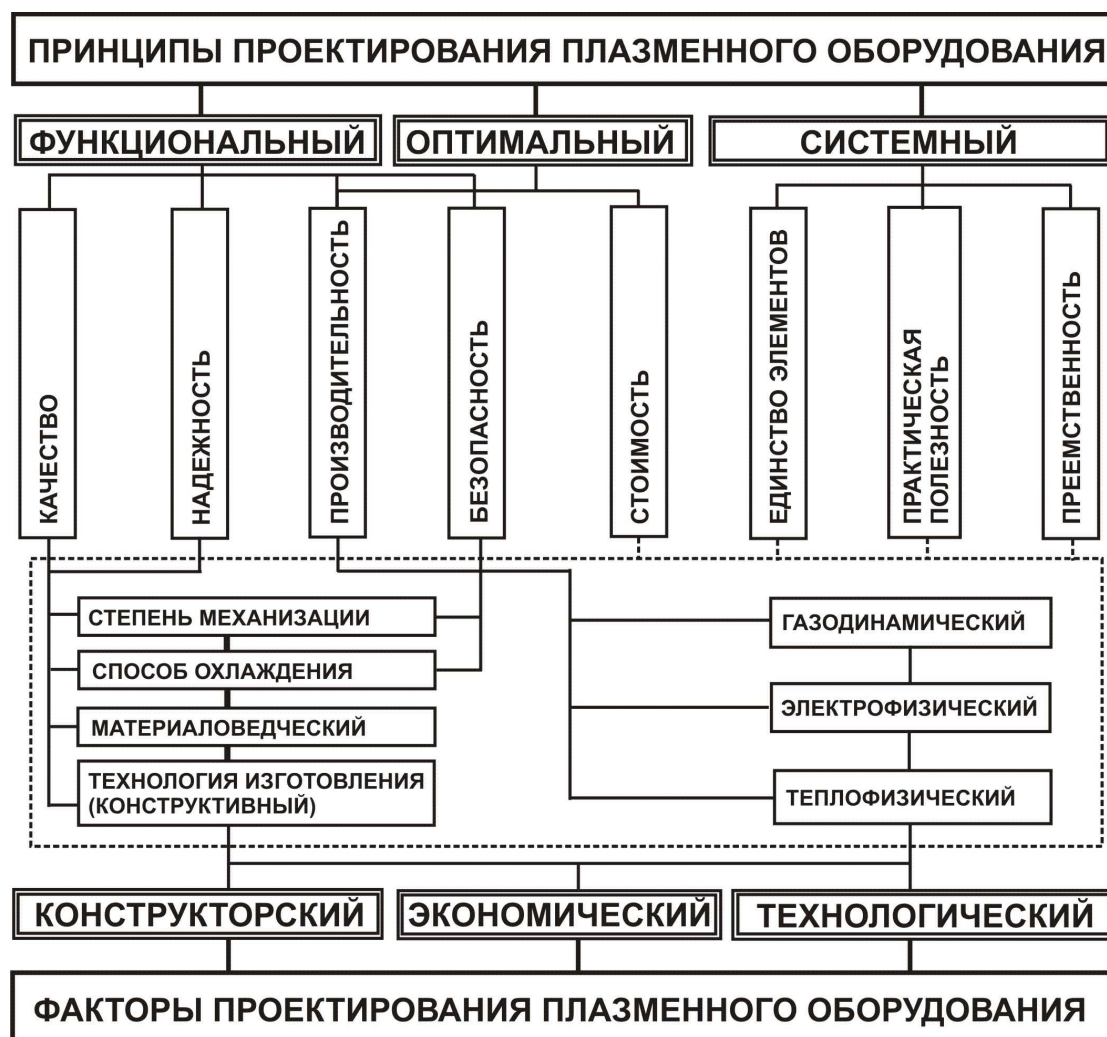 ПРИНЦИПЫ ПРОЕКТИРОВАНИЯ ПЛАЗМЕННОГО ОБОРУДОВАНИЯ
ФУНКЦИОНАЛЬНЫЙ
ОПТИМАЛЬНЫЙ
СИСТЕМНЫЙ
КАЧЕСТВО
НАДЕЖНОСТЬ
ПРОИЗВОДИТЕЛЬНОСТЬ
БЕЗОПАСНОСТЬ
СТОИМОСТЬ
ЕДИНСТВО ЭЛЕМЕНТОВ
ПРАКТИЧЕСКАЯ
ПОЛЕЗНОСТЬ
ПРЕЕМСТВЕННОСТЬ
СТЕПЕНЬ МЕХАНИЗАЦИИ
СПОСОБ ОХЛАЖДЕНИЯ
МАТЕРИАЛОВЕДЧЕСКИЙ
ТЕХНОЛОГИЯ ИЗГОТОВЛЕНИЯ
(КОНСТРУКТИВНЫЙ)
ГАЗОДИНАМИЧЕСКИЙ
ЭЛЕКТРОФИЗИЧЕСКИЙ
ТЕПЛОФИЗИЧЕСКИЙ
КОНСТРУКТОРСКИЙ
ЭКОНОМИЧЕСКИЙ
ТЕХНОЛОГИЧЕСКИЙ
ФАКТОРЫ ПРОЕКТИРОВАНИЯ ПЛАЗМЕННОГО ОБОРУДОВАНИЯ